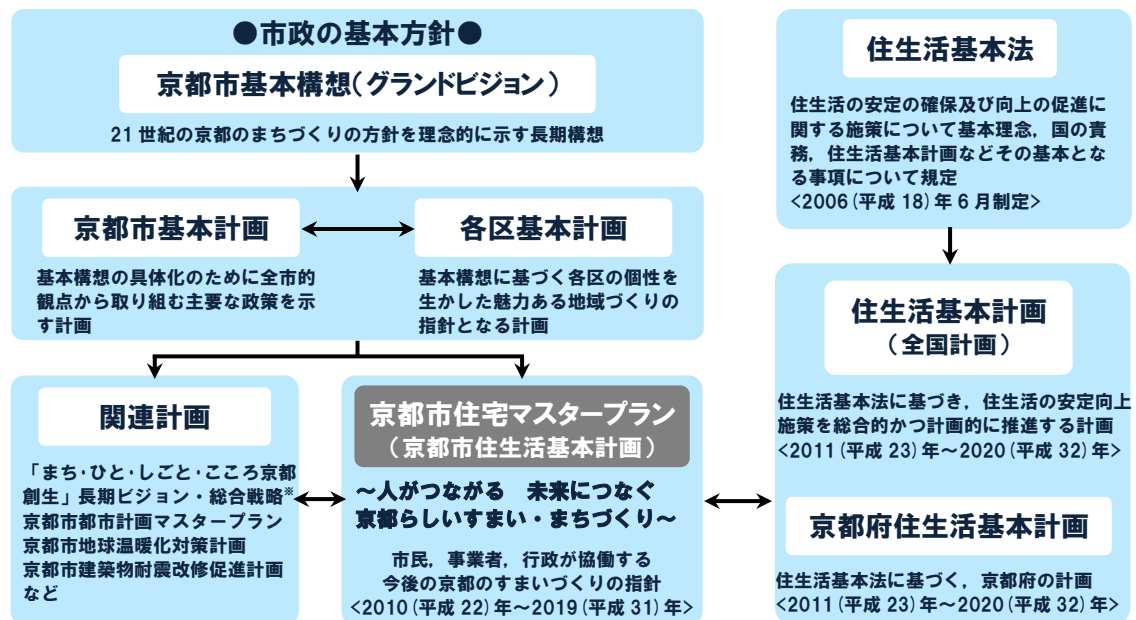 ●市政の基本方針●
京都市基本構想(グランドビジョン)
21世紀の京都のまちづくりの方針を理念的に示す長期構想
京都市基本計画
基本構想の具体化のために全市的
観点から取り組む主要な政策を示
す計画
各区基本計画
基本構想に基づく各区の個性を
生かした魅力ある地域づくりの
指針となる計画
関連計画
「まち・ひと・しごと・こころ京都
創生」長期ビジョン・総合戦略※
京都市都市計画マスタープラン
京都市地球温暖化対策計画
京都市建築物耐震改修促進計画
など
京都市住宅マスタープラン
(京都市住生活基本計画)
~人がつながる 未来につなぐ
京都らしいすまい・まちづくり~
市民,事業者,行政が協働する
今後の京都のすまいづくりの指針
<2010(平成22)年~2019(平成31)年>
住生活基本法
住生活の安定の確保及び向上の促進に
関する施策について基本理念,国の責
務,住生活基本計画などその基本とな
る事項について規定
<2006(平成18)年6月制定>
住生活基本計画
(全国計画)
住生活基本法に基づき,住生活の安定向上
施策を総合的かつ計画的に推進する計画
<2011(平成23)年~2020(平成32)年>
京都府住生活基本計画
住生活基本法に基づく,京都府の計画
<2011(平成23)年~2020(平成32)年>